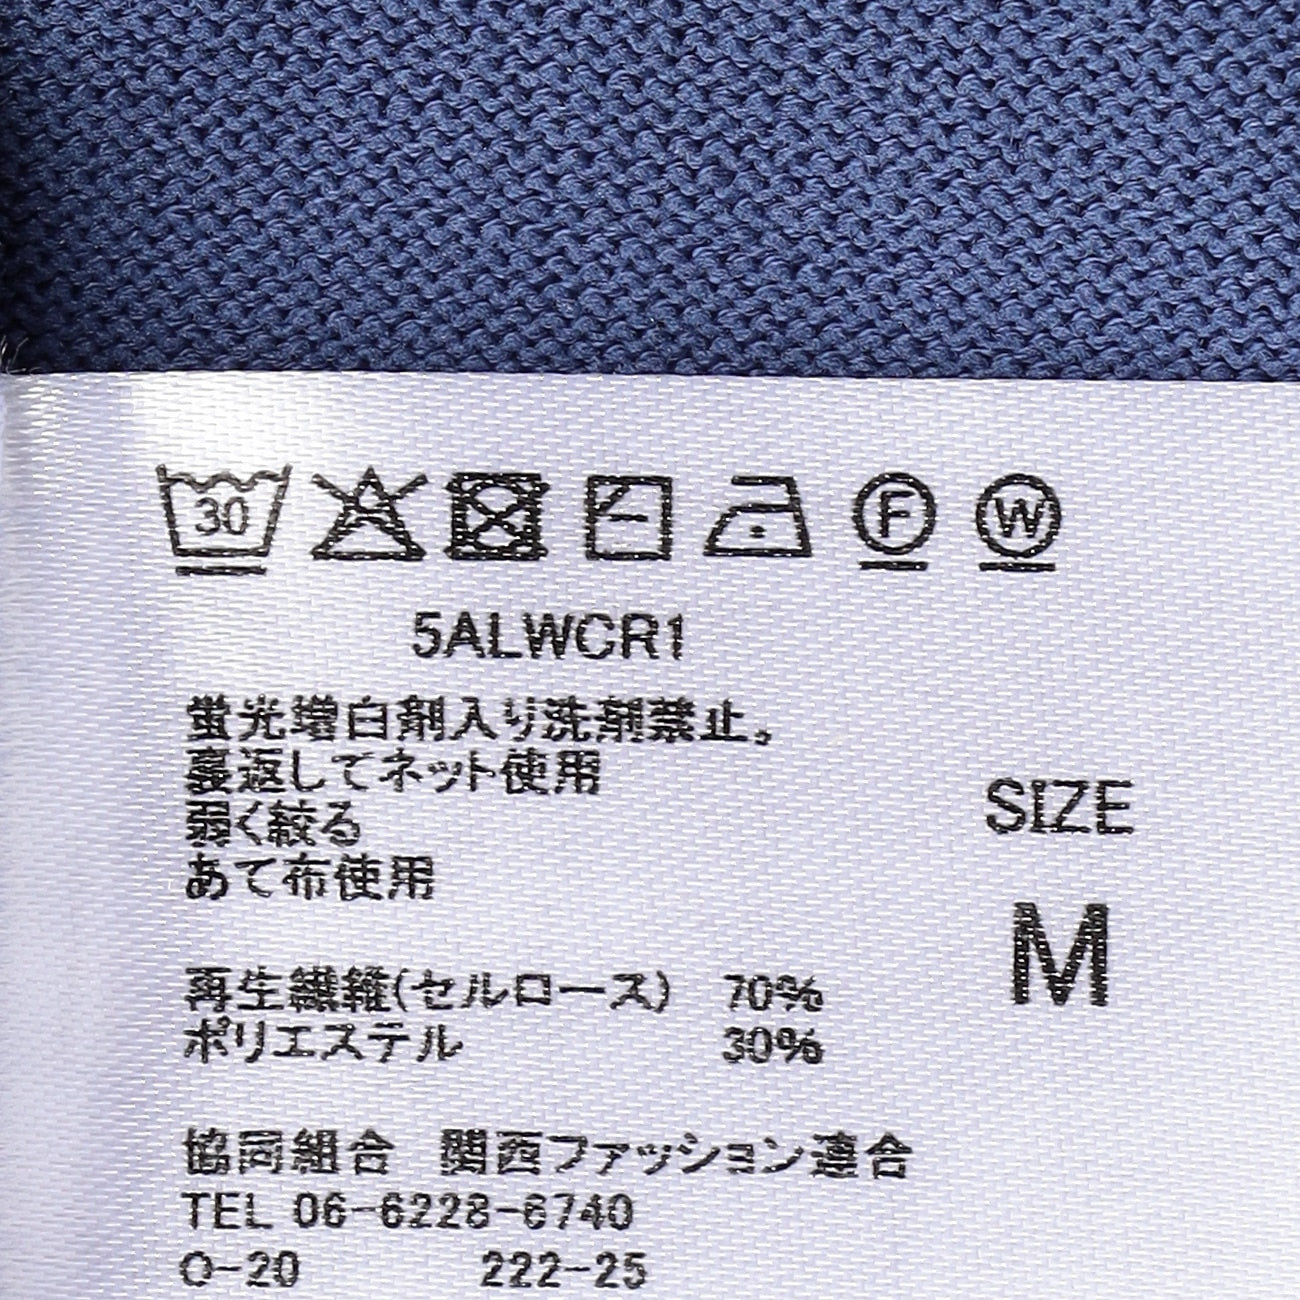 30 F W
5ALWCR1
蛍光増白剤入り洗剤禁止。
裏返してネット使用
弱く絞る
あて布使用
SIZE
M
再生繊維(セルロース) 70%
ポリエステル 30%
協同組合 関西ファッション連合
TEL 06-6228-6740
O-20 222-25